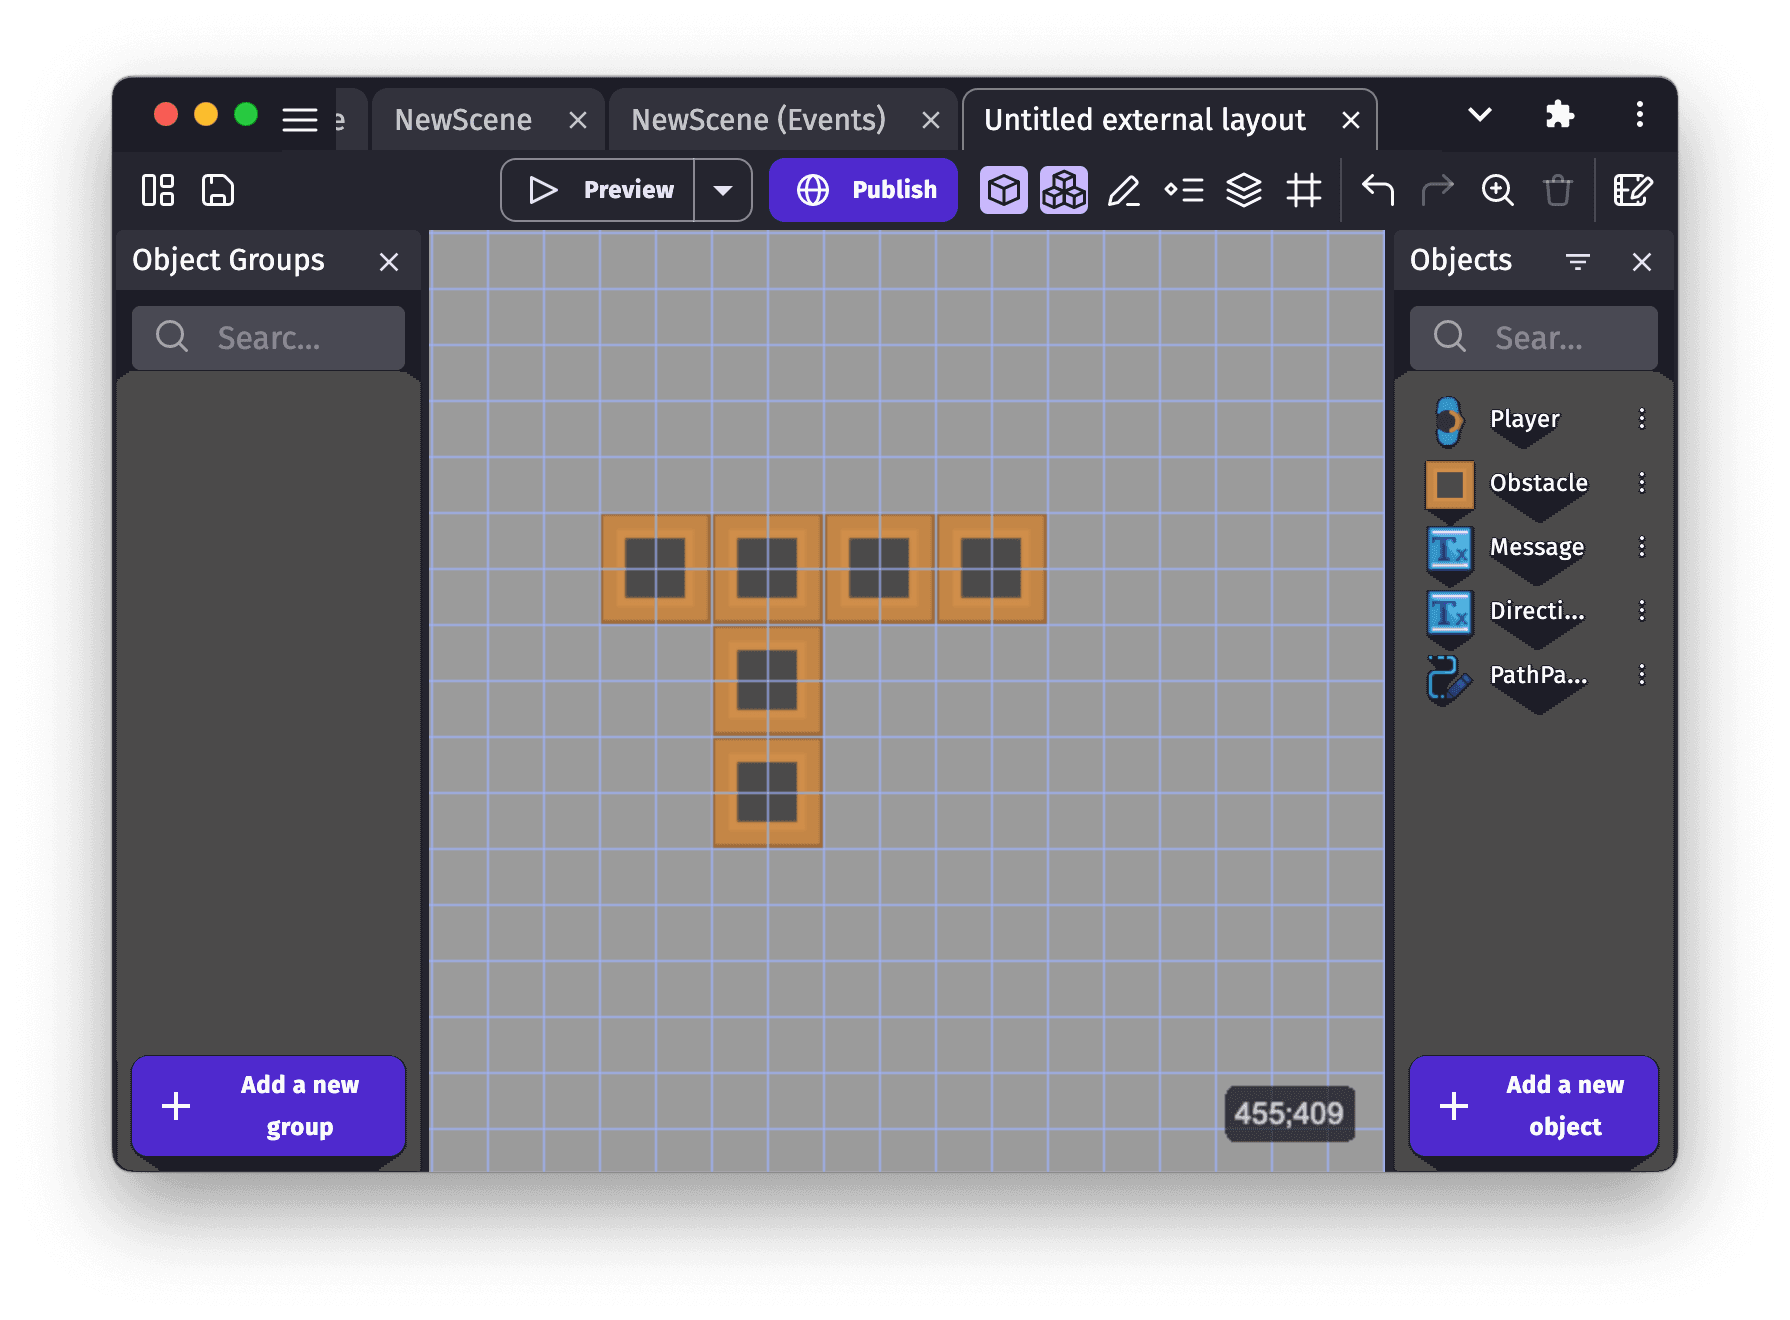 e
NewScene
NewScene (Events)
Untitled external layout
Preview
Publish
Object Groups
Searc...
Add a new
group
455;409
Objects
Sear...
Player
Obstacle
Message
Directi...
PathPa...
Add a new
object